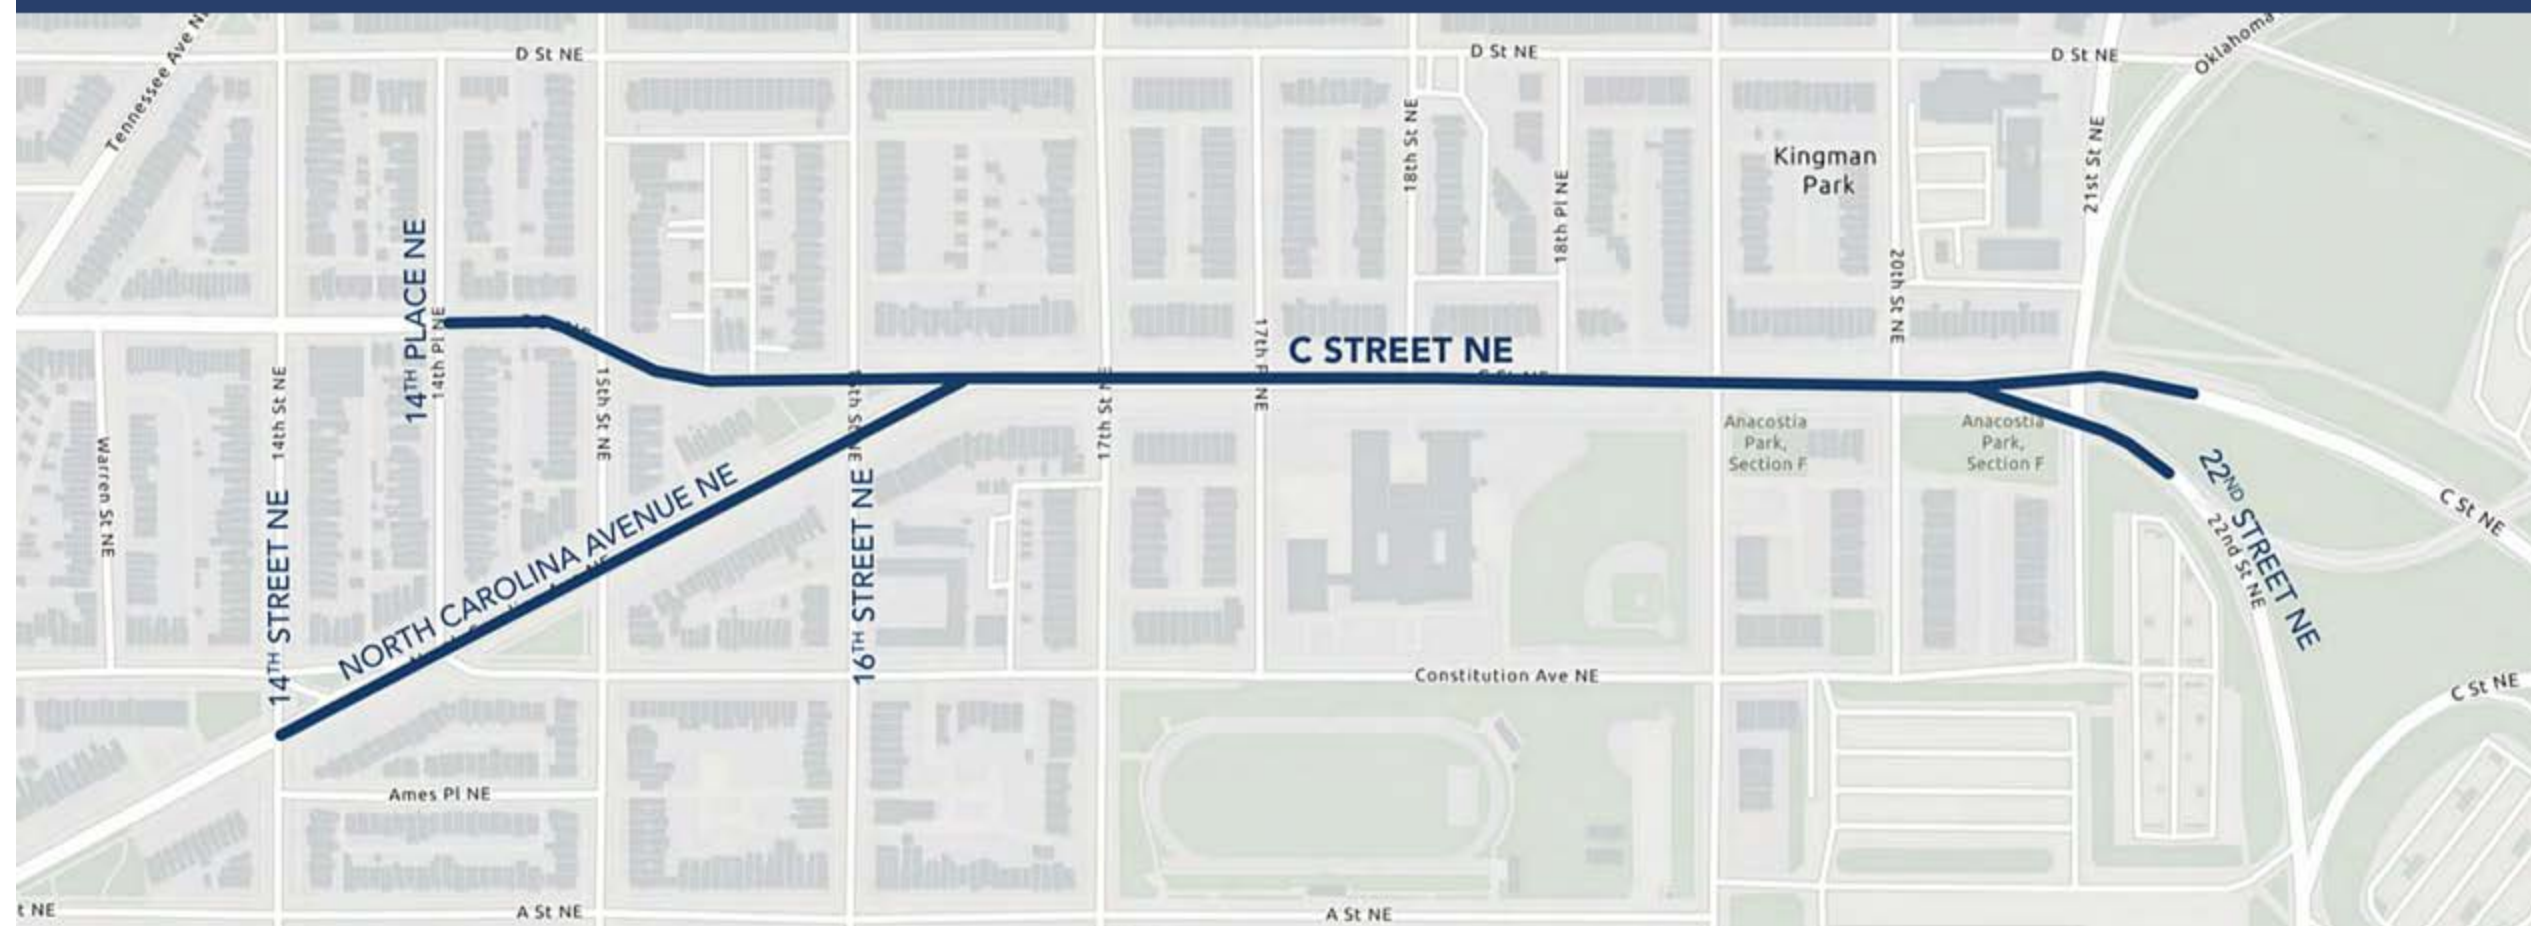 Tennessee Ave
D St NE
D St NE
D St NE
Oklahoma
18th St NE
18th Pl NE
Kingman
Park
21st St NE
20th St NE
14TH PLACE NE
14th Pl NE
C STREET NE
17th St
14th St NE
15th St NE
Warren St NE
Anacostia
Park,
Section F
Anacostia
Park,
Section F
14TH STREET NE
NORTH CAROLINA AVENUE NE
16TH STREET NE
22ND STREET NE
22nd St NE
C St NE
C St NE
Constitution Ave NE
Ames Pl NE
t NE
A St NE
A St NE